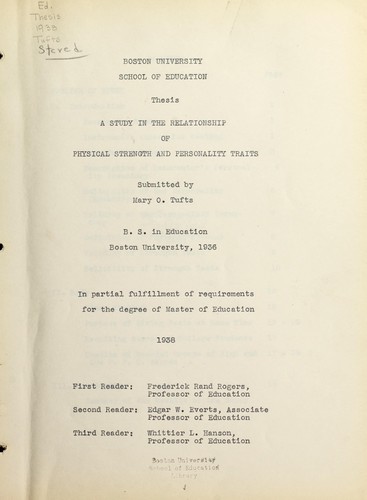 Ed.
Thesis
1938
Tufts
Stored
BOSTON UNIVERSITY
SCHOOL OF EDUCATION
Thesis
A STUDY IN THE RELATIONSHIP
OF
PHYSICAL STRENGTH AND PERSONALITY TRAITS
Submitted by
Mary O. Tufts
B. S. in Education
Boston University, 1936
In partial fulfillment of requirements
for the degree of Master of Education
1938
First Reader: Frederick Rand Rogers,
Professor of Education
Second Reader: Edgar W. Everts, Associate
Professor of Education
Third Reader: Whittier L. Hanson,
Professor of Education
Boston University
School of Education
Library